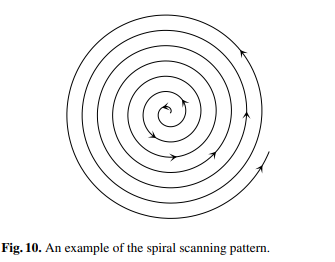 Fig. 10. An example of the spiral scanning pattern.